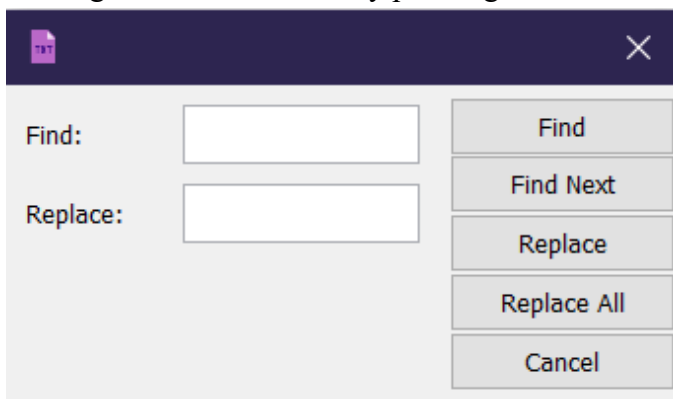 Find:
Replace:
Find
Find Next
Replace
Replace All
Cancel